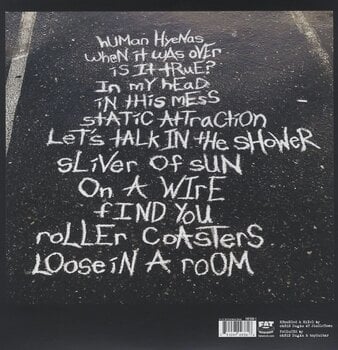 HUMAN HYENAS
WHEN IT WAS OVER
IS IT TRUE?
IN MY HEAD
IN THIS MESS
STATIC AttRACtION
LEt'S tALK IN tHE SHOWER
SLIVER OF SUN
ON A WIRE
fIND YOU
ROLLER COASTERS
LOOSE iN A ROOM
FAT